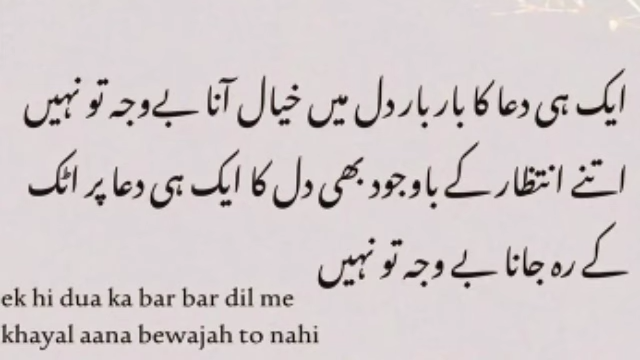 ایک ہی دعا کا بار بار دل میں خیال آنا بےوجہ تو نہیں
اتنے انتظار کے باوجود بھی دل کا ایک ہی دعا پر اٹک
کے رہ جانا بے وجہ تو نہیں
ek hi dua ka bar bar dil me
khayal aana bewajah to nahi